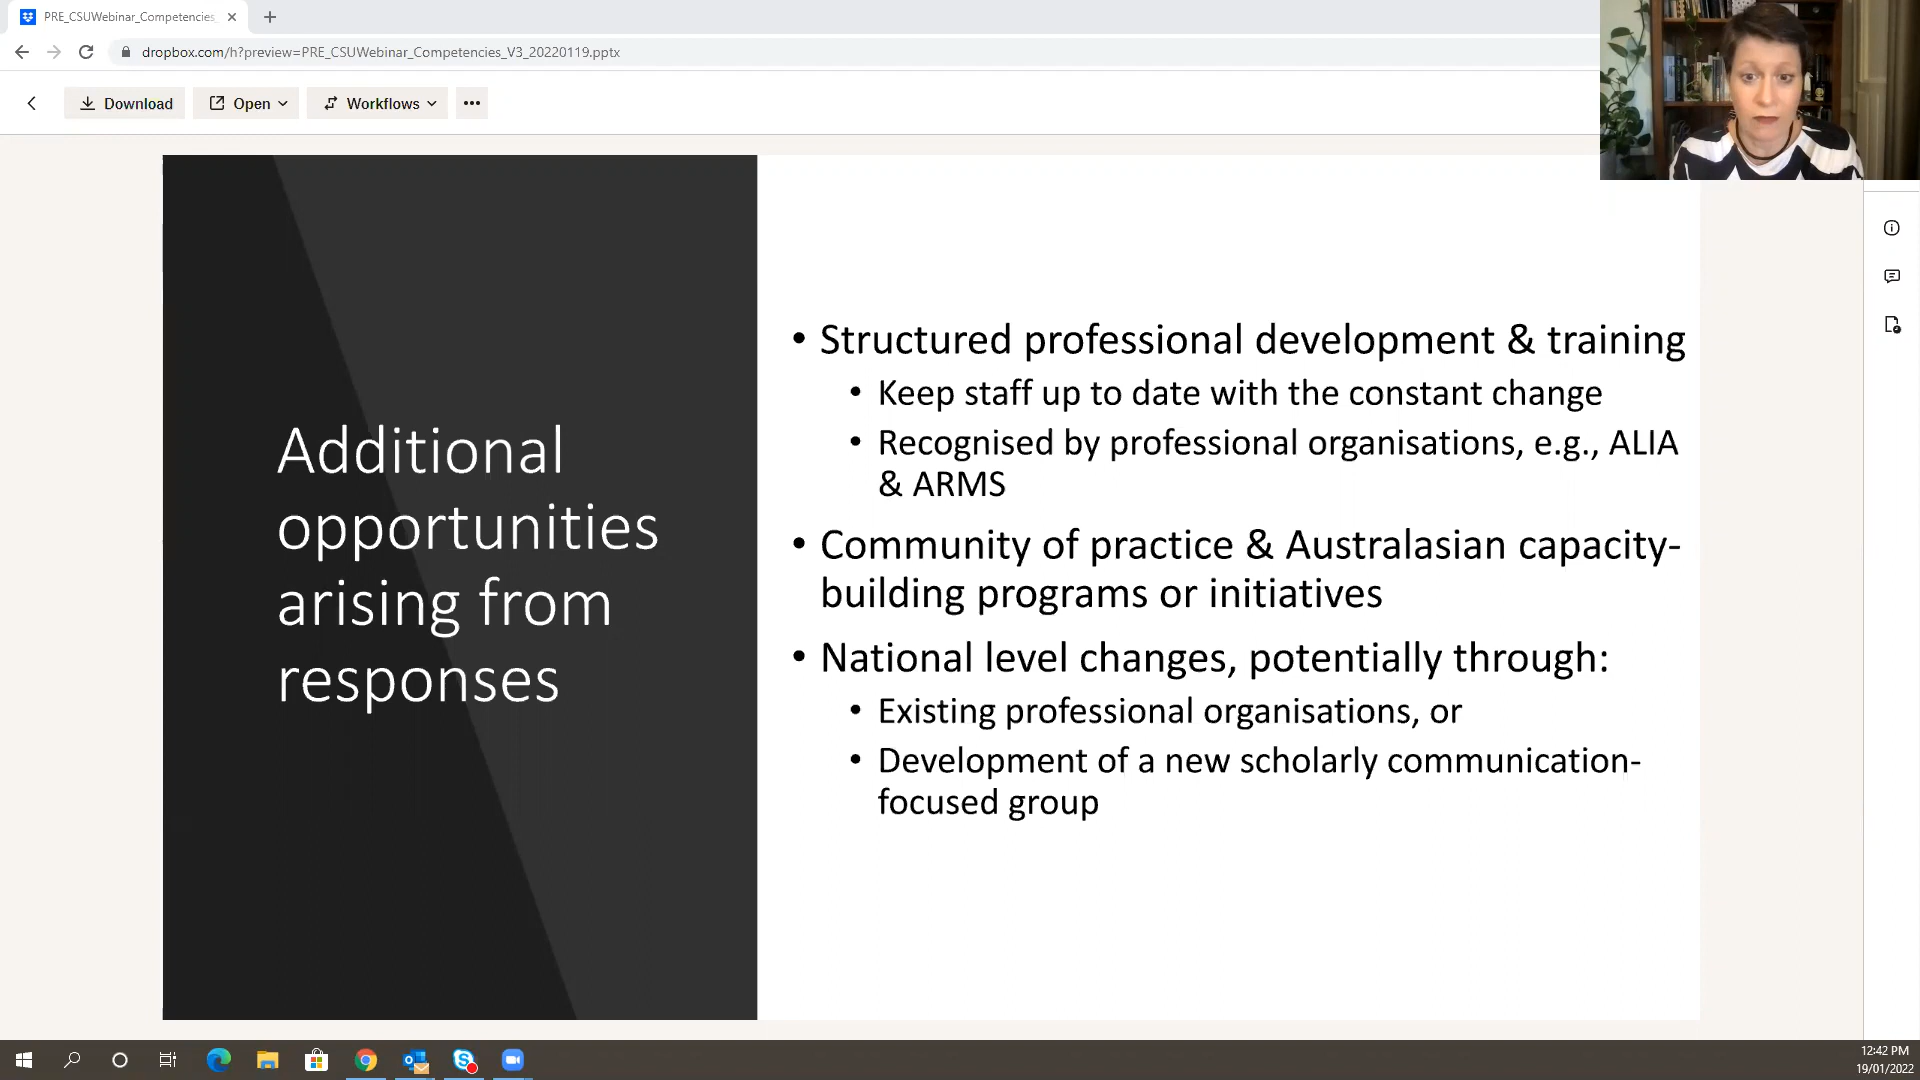 PRE_CSUWebinar_Competencies_
dropbox.com/h?preview=PRE_CSUWebinar_Competencies_V3_20220119.pptx
Download
Open
Workflows
Additional
opportunities
arising from
responses
• Structured professional development & training
• Keep staff up to date with the constant change
• Recognised by professional organisations, e.g., ALIA
& ARMS
• Community of practice & Australasian capacity-
building programs or initiatives
• National level changes, potentially through:
• Existing professional organisations, or
• Development of a new scholarly communication-
focused group
12:42 PM
19/01/2022